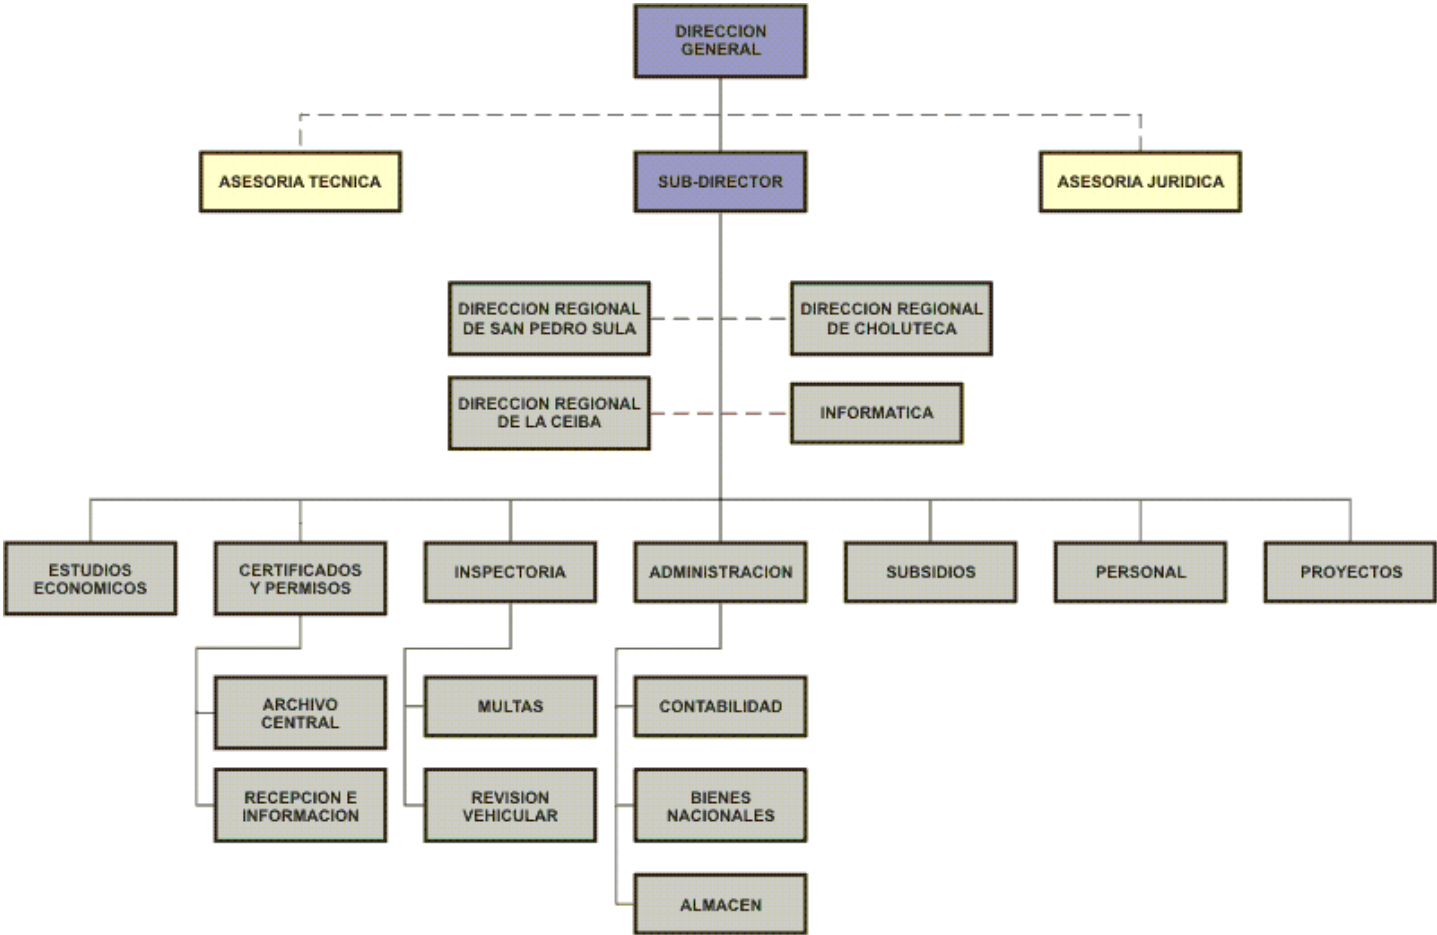 DIRECCION
GENERAL
ASESORIA TECNICA
SUB-DIRECTOR
ASESORIA JURIDICA
DIRECCION REGIONAL
DE SAN PEDRO SULA
DIRECCION REGIONAL
DE CHOLUTECA
DIRECCION REGIONAL
DE LA CEIBA
INFORMATICA
ESTUDIOS
ECONOMICOS
CERTIFICADOS
Y PERMISOS
INSPECTORIA
ADMINISTRACION
SUBSIDIOS
PERSONAL
PROYECTOS
ARCHIVO
CENTRAL
MULTAS
CONTABILIDAD
RECEPCION E
INFORMACION
REVISION
VEHICULAR
BIENES
NACIONALES
ALMACEN